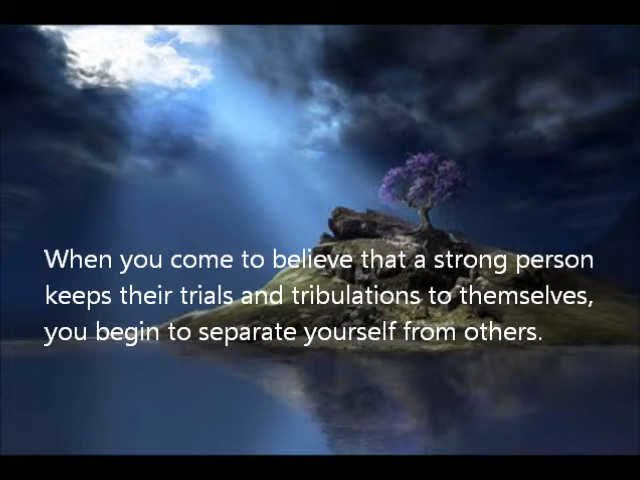 When you come to believe that a strong person
keeps their trials and tribulations to themselves,
you begin to separate yourself from others.